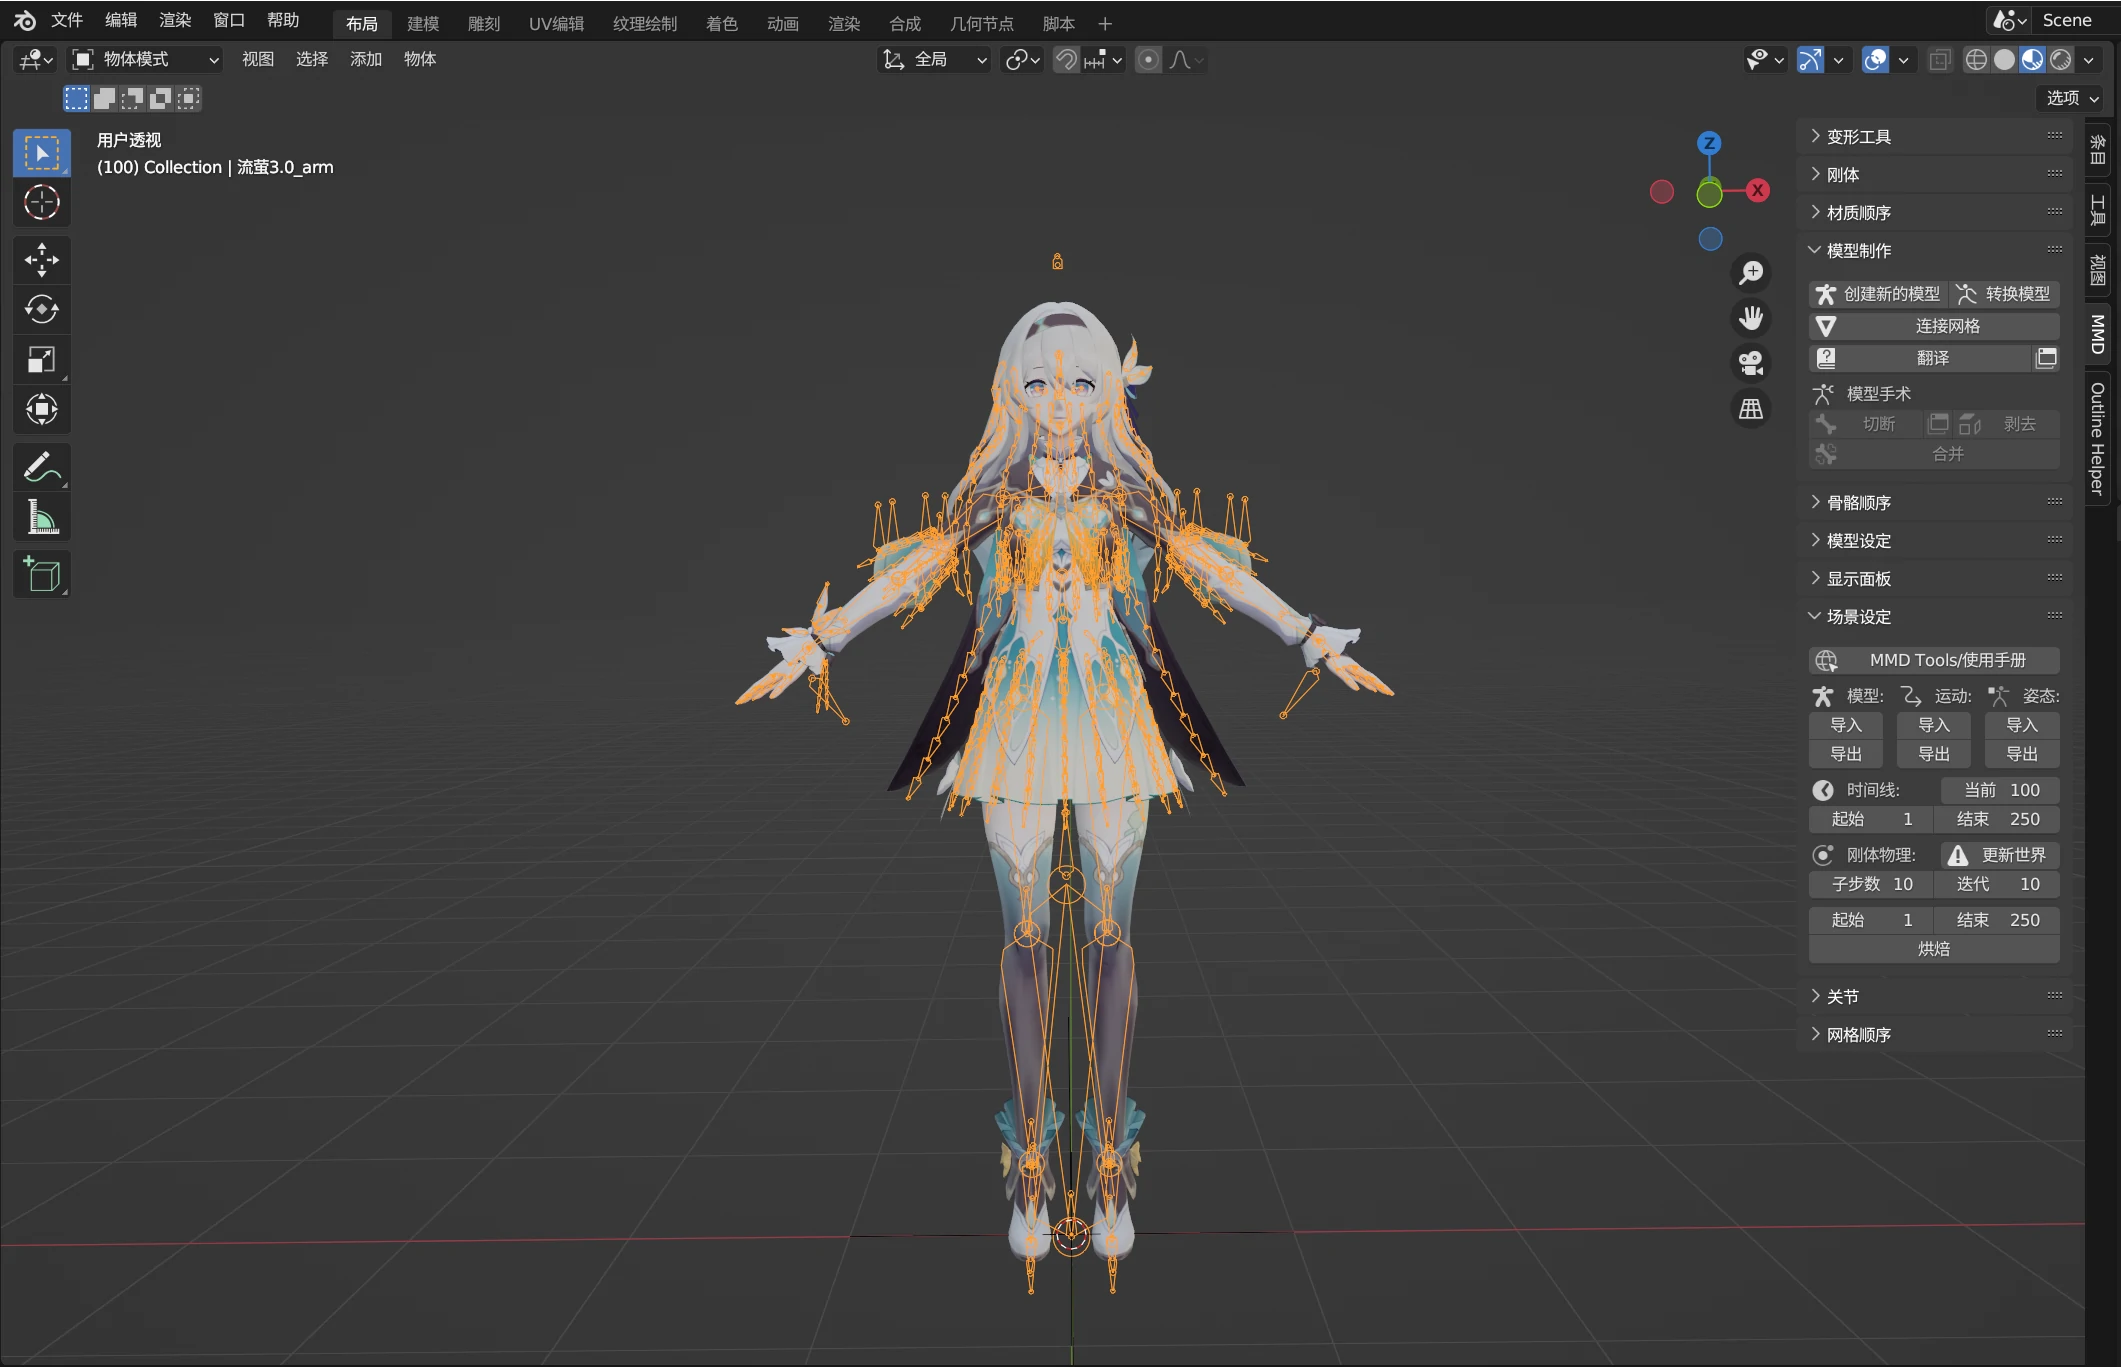 文件 编辑 渲染 窗口 帮助 布局 建模 雕刻 UV编辑 纹理绘制 着色 动画 渲染 合成 几何节点 脚本 + Scene
物体模式 视图 选择 添加 物体 全局
选项
用户透视
(100) Collection | 流萤3.0_arm
Z
X
变形工具
刚体
材质顺序
模型制作
创建新的模型 转换模型
连接网格
翻译
模型手术
切断 剥去
合并
骨骼顺序
模型设定
显示面板
场景设定
MMD Tools/使用手册
模型: 运动: 姿态:
导入 导入 导入
导出 导出 导出
时间线: 当前 100
起始 1 结束 250
刚体物理: 更新世界
子步数 10 迭代 10
起始 1 结束 250
烘焙
关节
网格顺序
条目
工具
视图
MMD
Outline Helper